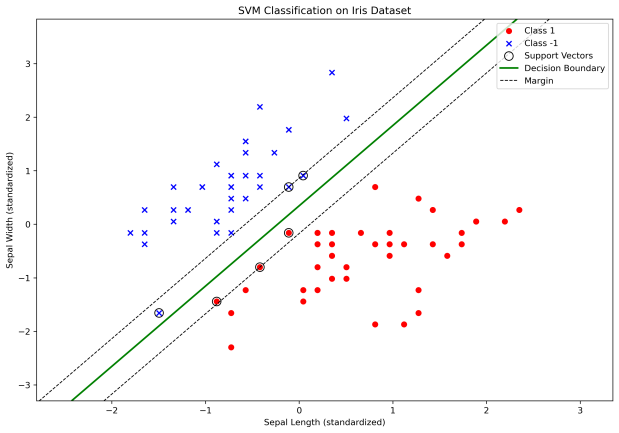 SVM Classification on Iris Dataset
Class 1
Class -1
Support Vectors
Decision Boundary
Margin
Sepal Width (standardized)
3
2
1
0
−1
−2
−3
−2
−1
0
1
2
3
Sepal Length (standardized)